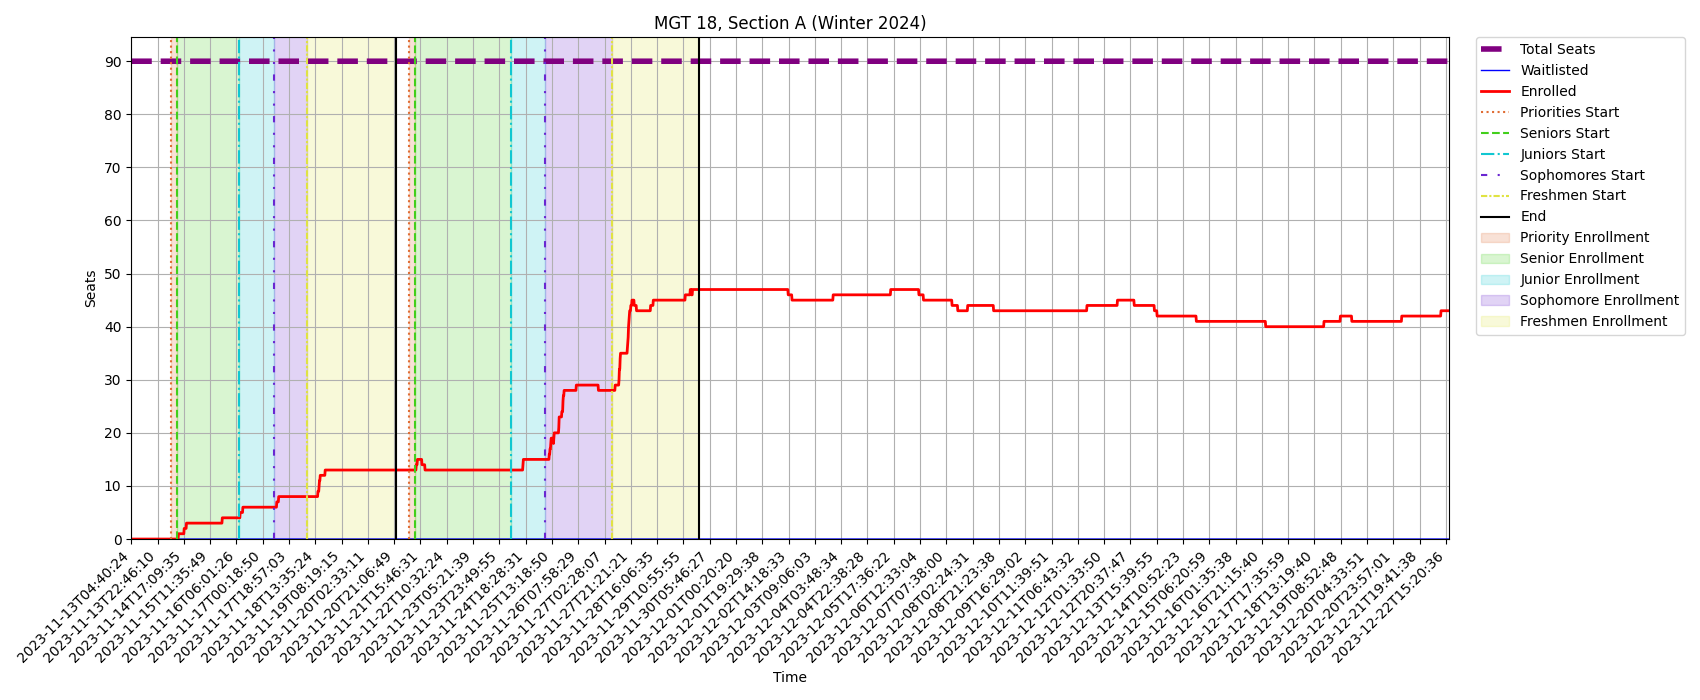 MGT 18, Section A (Winter 2024)
Seats
90
80
70
60
50
40
30
20
10
0
2023-11-13T04:40:24
2023-11-13T22:46:10
2023-11-14T17:09:35
2023-11-15T11:35:49
2023-11-16T06:01:26
2023-11-17T00:18:50
2023-11-17T18:57:03
2023-11-18T13:35:24
2023-11-19T08:19:15
2023-11-20T02:33:11
2023-11-20T21:06:49
2023-11-21T15:46:31
2023-11-22T10:32:24
2023-11-23T05:21:39
2023-11-23T23:49:55
2023-11-24T18:28:31
2023-11-25T13:18:50
2023-11-26T07:58:29
2023-11-27T02:28:07
2023-11-27T21:21:21
2023-11-28T16:06:35
2023-11-29T10:55:55
2023-11-30T05:46:27
2023-12-01T00:20:20
2023-12-01T19:29:38
2023-12-02T14:18:33
2023-12-03T09:06:03
2023-12-04T03:48:34
2023-12-04T22:38:28
2023-12-05T17:36:22
2023-12-06T12:33:04
2023-12-07T07:38:00
2023-12-08T02:24:31
2023-12-08T21:23:38
2023-12-09T16:29:02
2023-12-10T11:39:51
2023-12-11T06:43:32
2023-12-12T01:33:50
2023-12-12T20:37:47
2023-12-13T15:39:55
2023-12-14T10:52:23
2023-12-15T06:20:59
2023-12-16T01:35:38
2023-12-16T21:15:40
2023-12-17T17:35:59
2023-12-18T13:19:40
2023-12-19T08:52:48
2023-12-20T04:33:51
2023-12-20T23:57:01
2023-12-21T19:41:38
2023-12-22T15:20:36
Time
Total Seats
Waitlisted
Enrolled
Priorities Start
Seniors Start
Juniors Start
Sophomores Start
Freshmen Start
End
Priority Enrollment
Senior Enrollment
Junior Enrollment
Sophomore Enrollment
Freshmen Enrollment